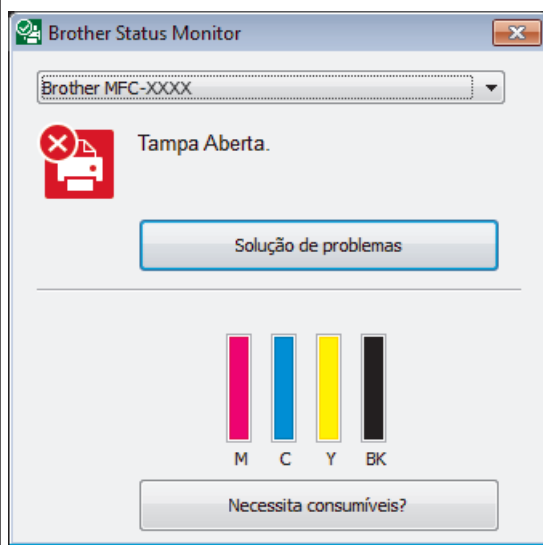 Brother Status Monitor
Brother MFC-XXXX
Tampa Aberta.
Solução de problemas
M C Y BK
Necessita consumíveis?